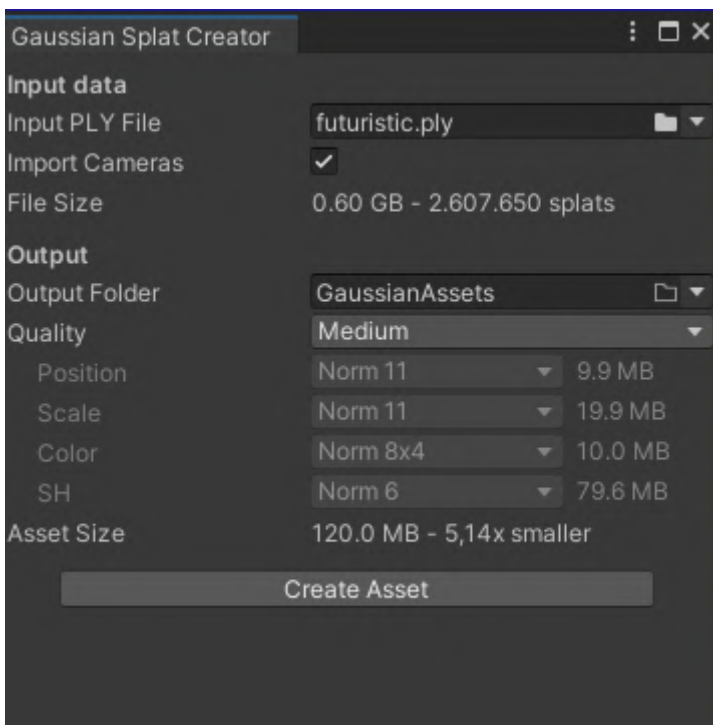 Gaussian Splat Creator
Input data
Input PLY File futuristic.ply
Import Cameras
File Size 0.60 GB - 2.607.650 splats
Output
Output Folder GaussianAssets
Quality Medium
Position Norm 11 9.9 MB
Scale Norm 11 19.9 MB
Color Norm 8x4 10.0 MB
SH Norm 6 79.6 MB
Asset Size 120.0 MB - 5,14x smaller
Create Asset